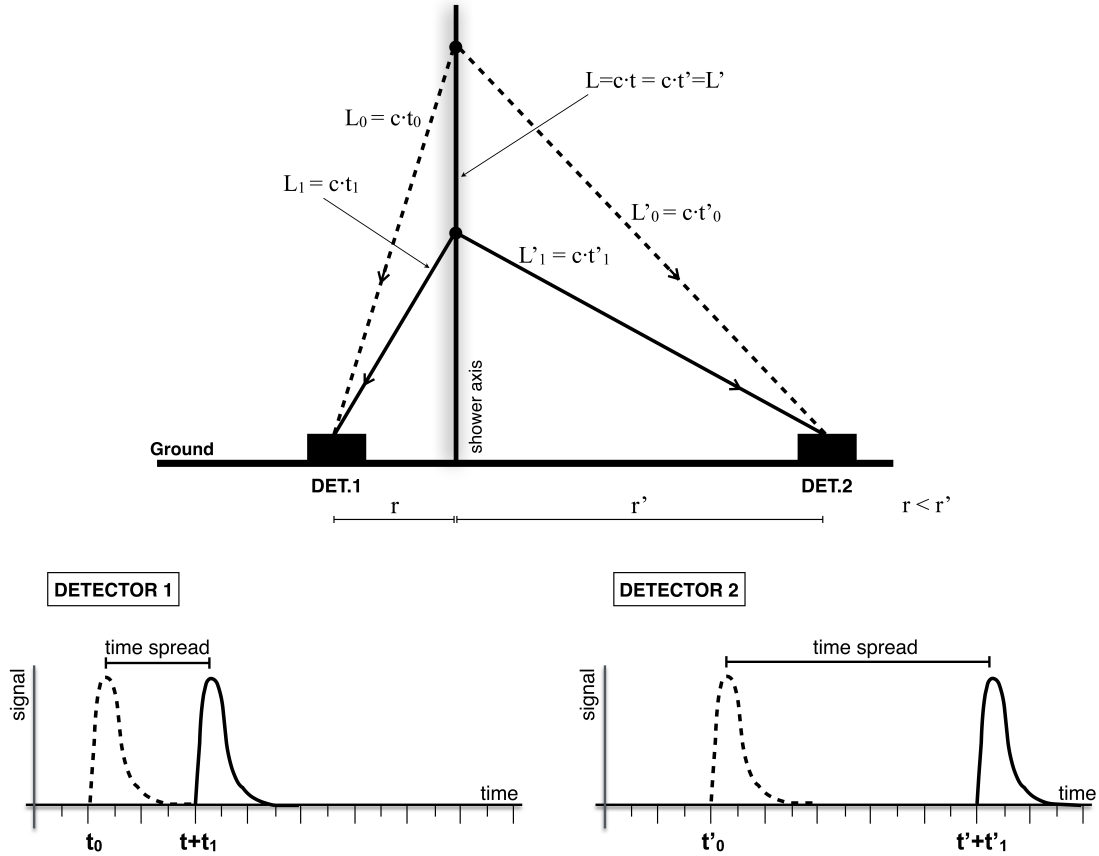 L=c·t = c·t’=L’
L₀ = c·t₀
L₁ = c·t₁
L’₀ = c·t’₀
L’₁ = c·t’₁
shower axis
Ground
DET.1
DET.2
r
r’
r < r’
DETECTOR 1
DETECTOR 2
time spread
time spread
signal
signal
time
time
t₀
t+t₁
t’₀
t’+t’₁